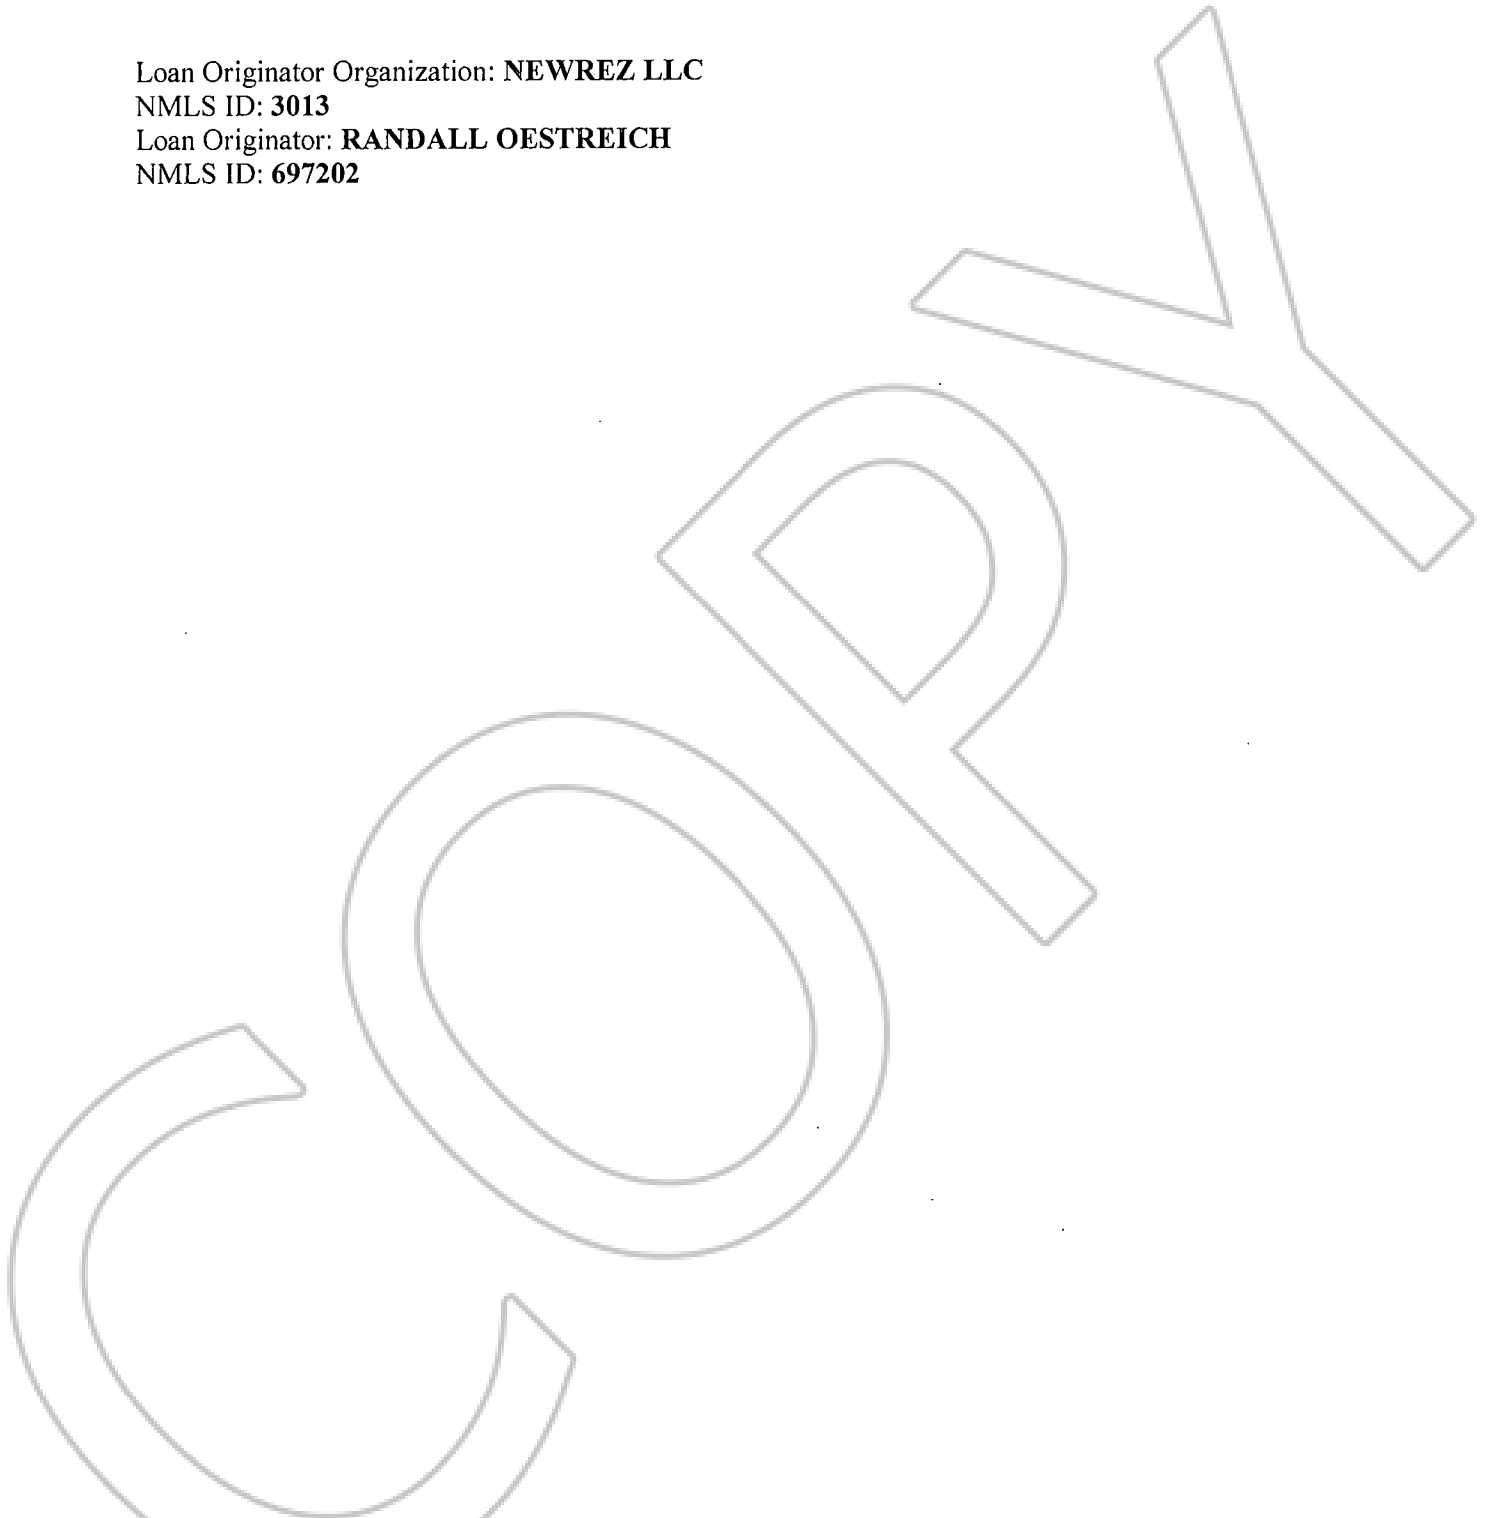 Loan Originator Organization: NEWREZ LLC
NMLS ID: 3013
Loan Originator: RANDALL OESTREICH
NMLS ID: 697202
COPY